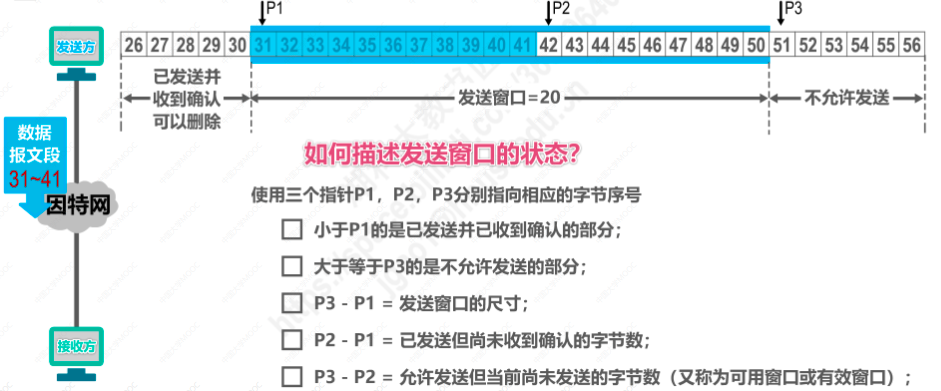 P1 P2 P3
发送方
26 27 28 29 30 31 32 33 34 35 36 37 38 39 40 41 42 43 44 45 46 47 48 49 50 51 52 53 54 55 56
已发送并
收到确认
可以删除
发送窗口=20
不允许发送
数据
报文段
31~41
因特网
如何描述发送窗口的状态?
使用三个指针P1，P2，P3分别指向相应的字节序号
小于P1的是已发送并已收到确认的部分；
大于等于P3的是不允许发送的部分；
P3 - P1 = 发送窗口的尺寸；
P2 - P1 = 已发送但尚未收到确认的字节数；
P3 - P2 = 允许发送但当前尚未发送的字节数（又称为可用窗口或有效窗口）；
接收方